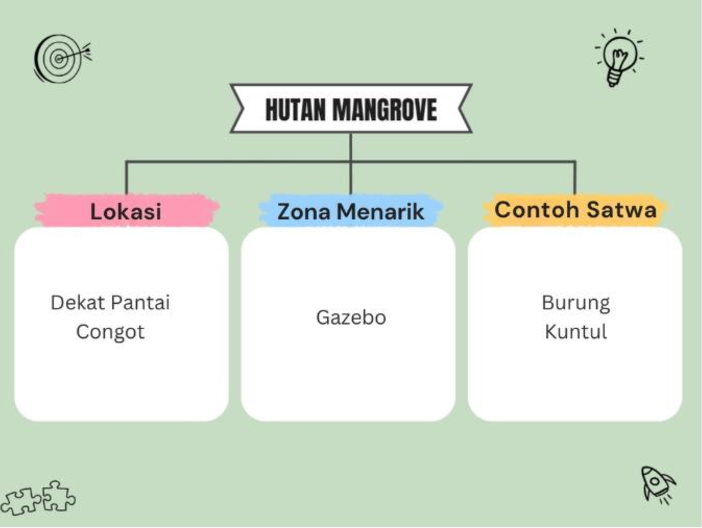 HUTAN MANGROVE
Lokasi
Zona Menarik
Contoh Satwa
Dekat Pantai
Congot
Gazebo
Burung
Kuntul